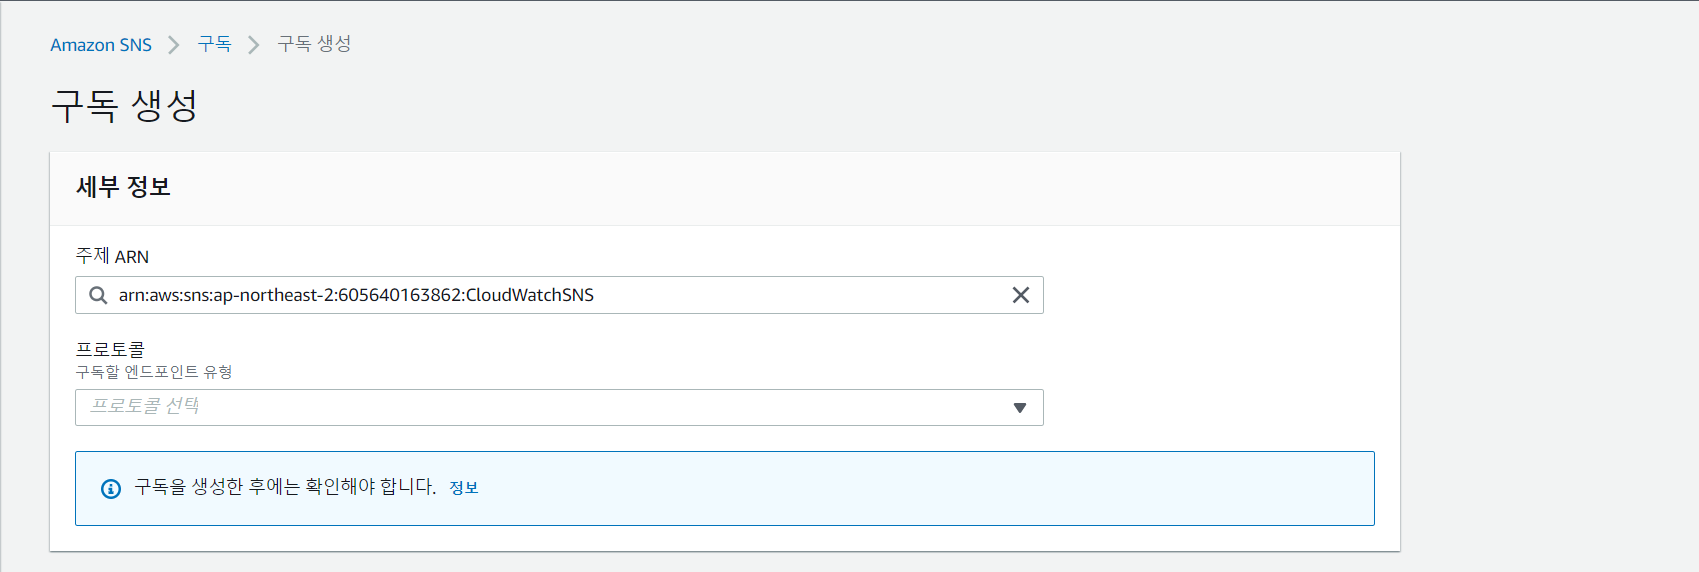 Amazon SNS > 구독 > 구독 생성
구독 생성
세부 정보
주제 ARN
arn:aws:sns:ap-northeast-2:605640163862:CloudWatchSNS
프로토콜
구독할 엔드포인트 유형
프로토콜 선택
구독을 생성한 후에는 확인해야 합니다. 정보